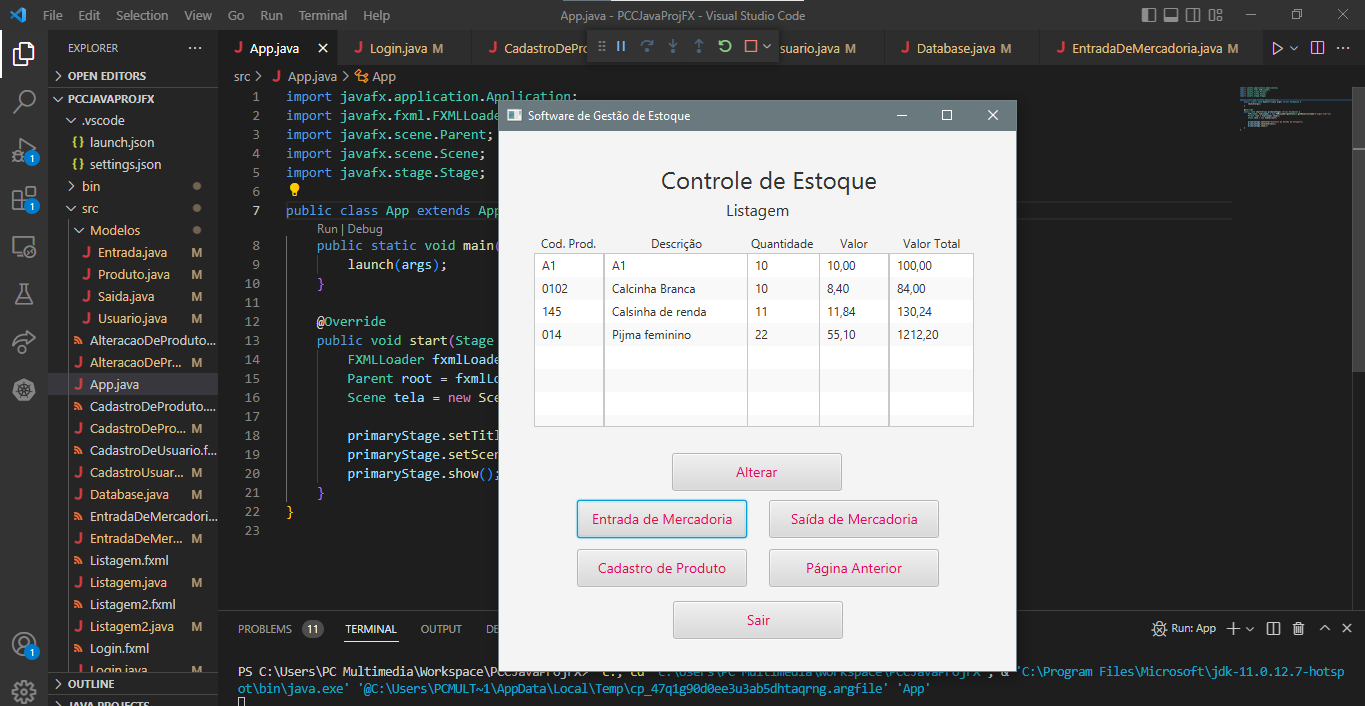 File Edit Selection View Go Run Terminal Help App.java - PCCJavaProjFX - Visual Studio Code
EXPLORER ···
OPEN EDITORS
PCCJAVAPROJFX
.vscode
{} launch.json
{} settings.json
bin
src
Modelos
J Entrada.java M
J Produto.java M
J Saida.java M
J Usuario.java M
AlteracaoDeProduto...
J AlteracaoDePr... M
J App.java
CadastroDeProduto....
J CadastroDePro... M
CadastroDeUsuario.f...
J CadastroUsuar... M
J Database.java M
EntradaDeMercadori...
J EntradaDeMer... M
Listagem.fxml
J Listagem.java M
Listagem2.fxml
J Listagem2.java M
Login.fxml
J Login.java M
OUTLINE
JAVA PROJECTS
1
1
1
J App.java J Login.java M J CadastroDePro suario.java M J Database.java M J EntradaDeMercadoria.java M ···
src > J App.java > App
1 import javafx.application.Application;
2 import javafx.fxml.FXMLLoade
3 import javafx.scene.Parent;
4 import javafx.scene.Scene;
5 import javafx.stage.Stage;
6
7 public class App extends App
Run | Debug
8 public static void main(
9 launch(args);
10 }
11
12 @Override
13 public void start(Stage
14 FXMLLoader fxmlLoade
15 Parent root = fxmlLo
16 Scene tela = new Sce
17
18 primaryStage.setTitl
19 primaryStage.setScen
20 primaryStage.show();
21 }
22 }
23
Software de Gestão de Estoque
Controle de Estoque
Listagem
Cod. Prod. Descrição Quantidade Valor Valor Total
A1 A1 10 10,00 100,00
0102 Calcinha Branca 10 8,40 84,00
145 Calsinha de renda 11 11,84 130,24
014 Pijma feminino 22 55,10 1212,20
Alterar
Entrada de Mercadoria Saída de Mercadoria
Cadastro de Produto Página Anterior
Sair
PROBLEMS 11 TERMINAL OUTPUT DE Run: App
PS C:\Users\PC Multimedia\Workspace\PCCJavaProjFX> 'C:\Program Files\Microsoft\jdk-11.0.12.7-hotsp
ot\bin\java.exe' '@C:\Users\PCMULT~1\AppData\Local\Temp\cp_47q1g90d0ee3u3ab5dhtaqrng.argfile' 'App'